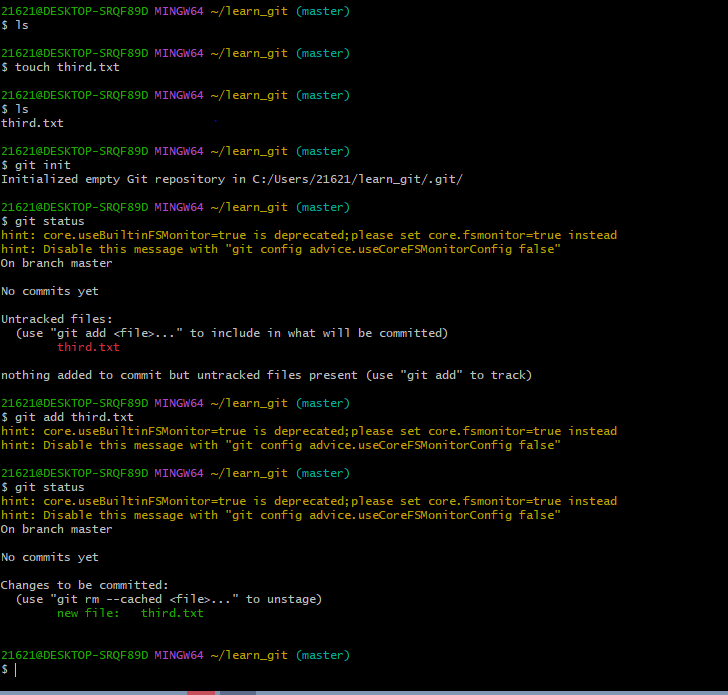 21621@DESKTOP-SRQF89D MINGW64 ~/learn_git (master)
$ ls
21621@DESKTOP-SRQF89D MINGW64 ~/learn_git (master)
$ touch third.txt
21621@DESKTOP-SRQF89D MINGW64 ~/learn_git (master)
$ ls
third.txt
21621@DESKTOP-SRQF89D MINGW64 ~/learn_git (master)
$ git init
Initialized empty Git repository in C:/Users/21621/learn_git/.git/
21621@DESKTOP-SRQF89D MINGW64 ~/learn_git (master)
$ git status
hint: core.useBuiltinFSMonitor=true is deprecated;please set core.fsmonitor=true instead
hint: Disable this message with "git config advice.useCoreFSMonitorConfig false"
On branch master
No commits yet
Untracked files:
  (use "git add <file>..." to include in what will be committed)
        third.txt
nothing added to commit but untracked files present (use "git add" to track)
21621@DESKTOP-SRQF89D MINGW64 ~/learn_git (master)
$ git add third.txt
hint: core.useBuiltinFSMonitor=true is deprecated;please set core.fsmonitor=true instead
hint: Disable this message with "git config advice.useCoreFSMonitorConfig false"
21621@DESKTOP-SRQF89D MINGW64 ~/learn_git (master)
$ git status
hint: core.useBuiltinFSMonitor=true is deprecated;please set core.fsmonitor=true instead
hint: Disable this message with "git config advice.useCoreFSMonitorConfig false"
On branch master
No commits yet
Changes to be committed:
  (use "git rm --cached <file>..." to unstage)
        new file:   third.txt
21621@DESKTOP-SRQF89D MINGW64 ~/learn_git (master)
$